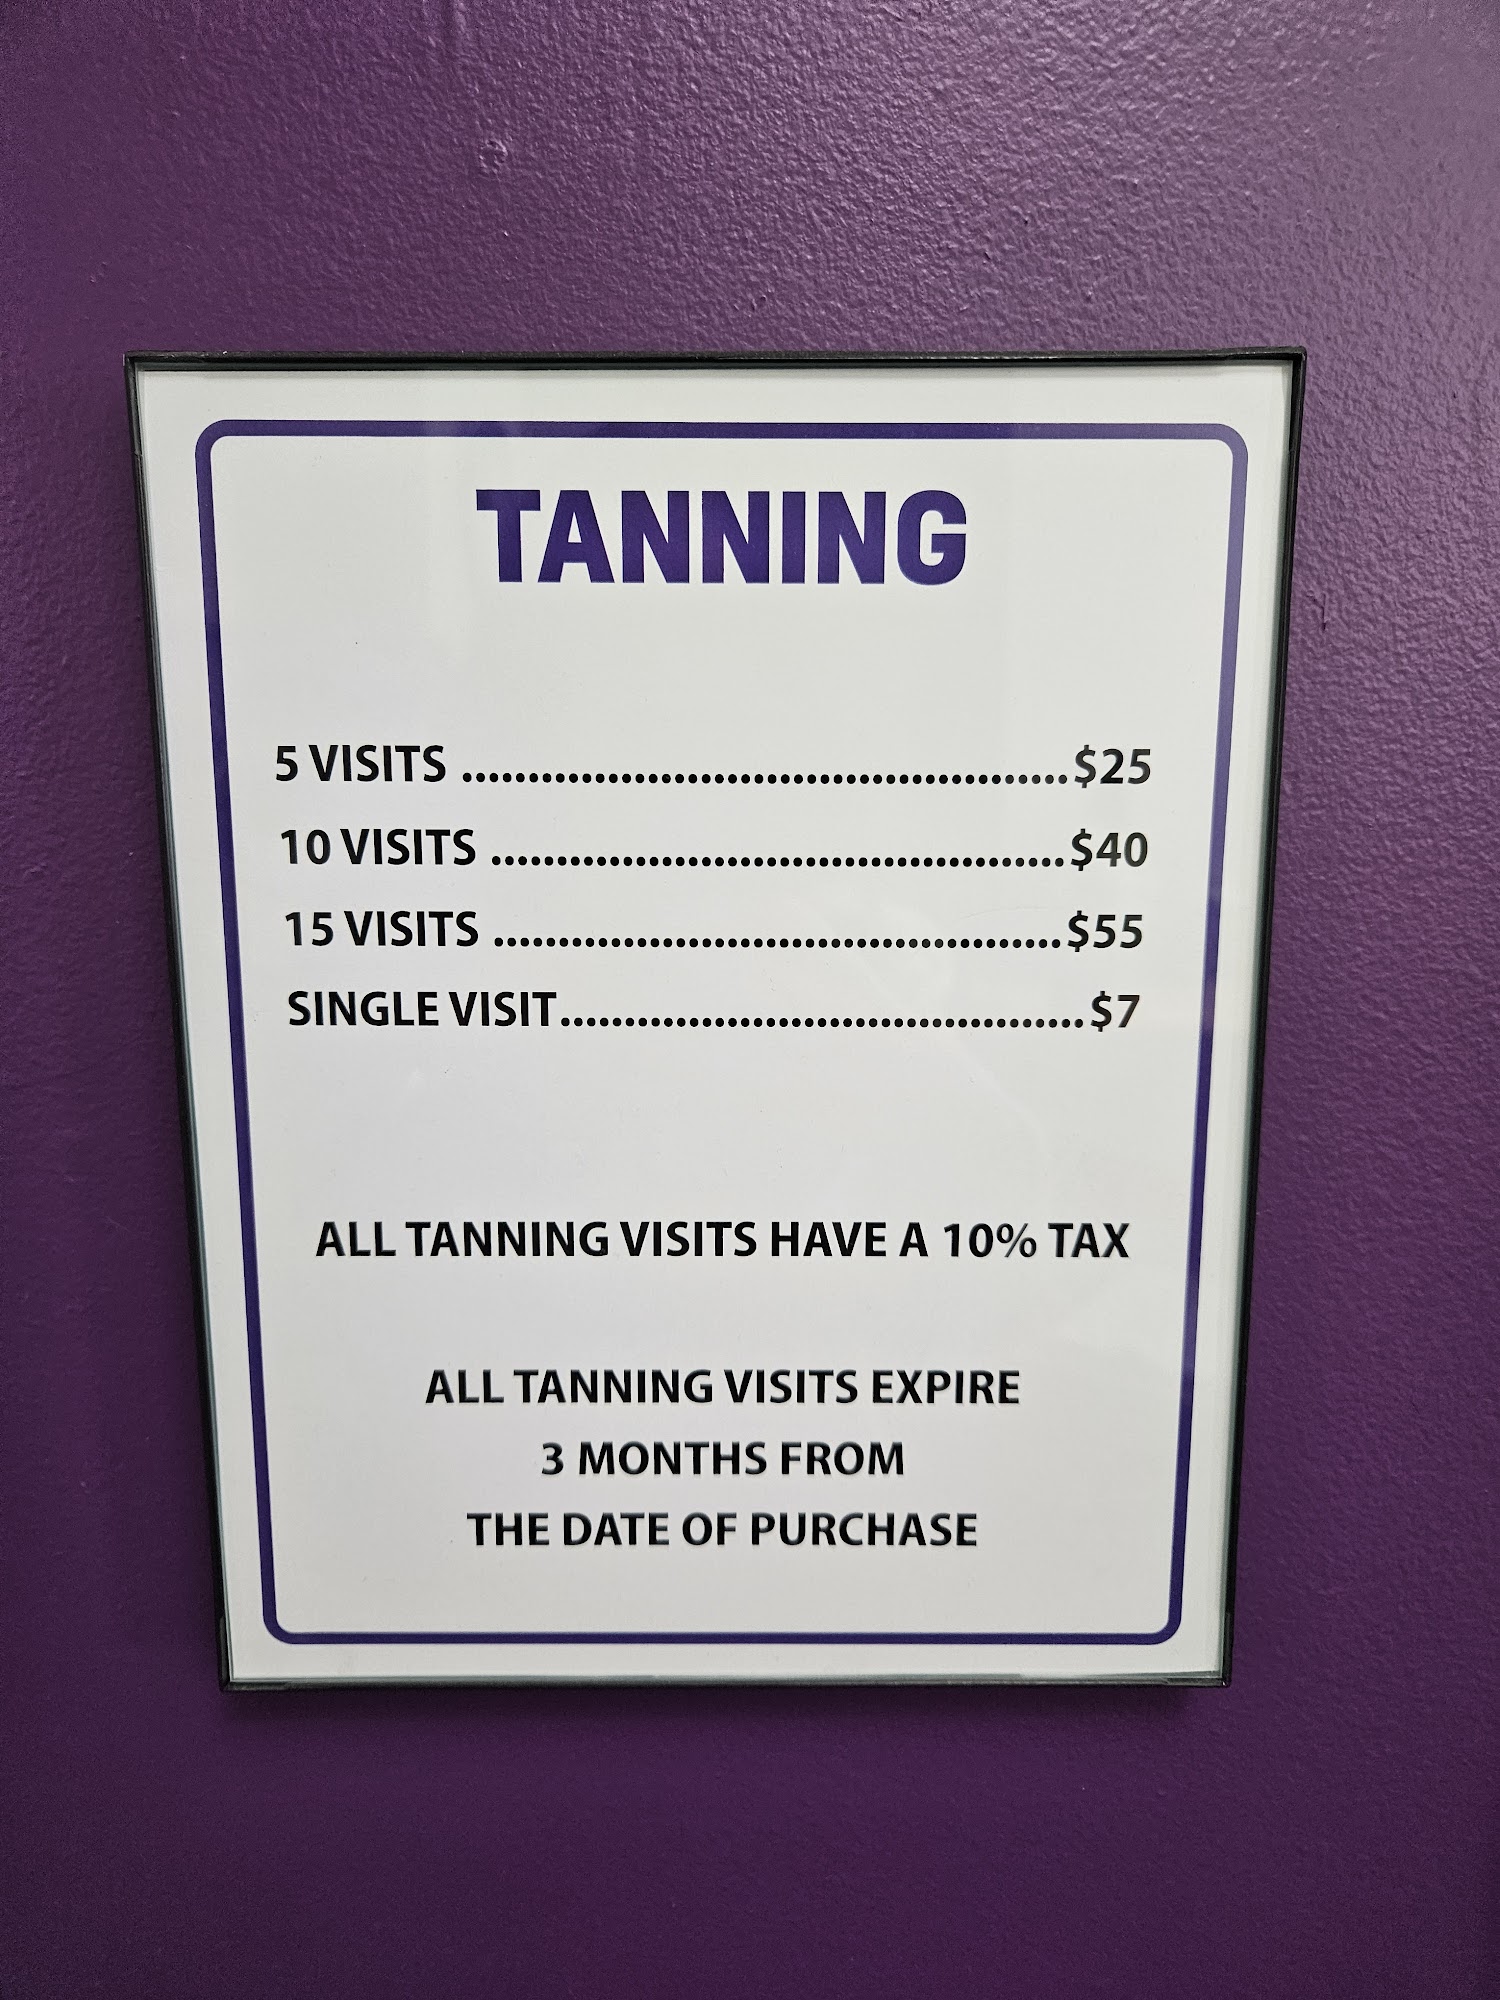 TANNING
5 VISITS ..............................................$25
10 VISITS ............................................$40
15 VISITS ...........................................$55
SINGLE VISIT........................................$7
ALL TANNING VISITS HAVE A 10% TAX
ALL TANNING VISITS EXPIRE
3 MONTHS FROM
THE DATE OF PURCHASE